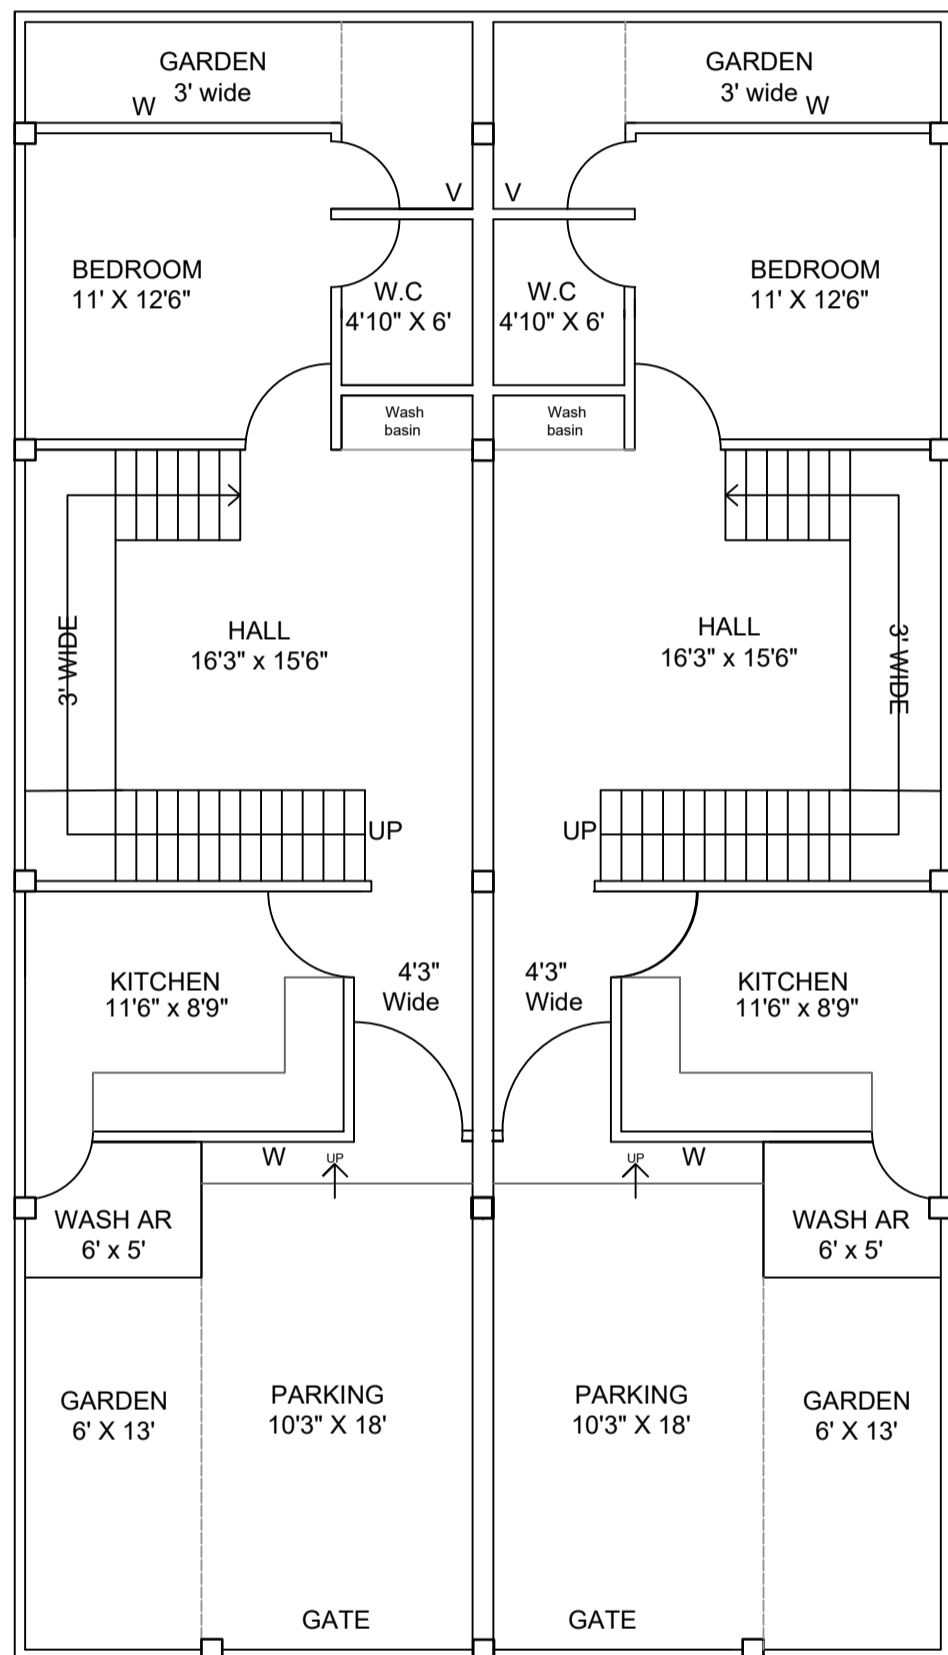 GARDEN
3' wide
W
GARDEN
3' wide
W
V
V
BEDROOM
11' X 12'6"
W.C
4'10" X 6'
W.C
4'10" X 6'
BEDROOM
11' X 12'6"
Wash
basin
Wash
basin
3' WIDE
HALL
16'3" x 15'6"
HALL
16'3" x 15'6"
3' WIDE
UP
UP
KITCHEN
11'6" x 8'9"
4'3"
Wide
4'3"
Wide
KITCHEN
11'6" x 8'9"
W
UP
UP
W
WASH AR
6' x 5'
WASH AR
6' x 5'
GARDEN
6' X 13'
PARKING
10'3" X 18'
PARKING
10'3" X 18'
GARDEN
6' X 13'
GATE
GATE